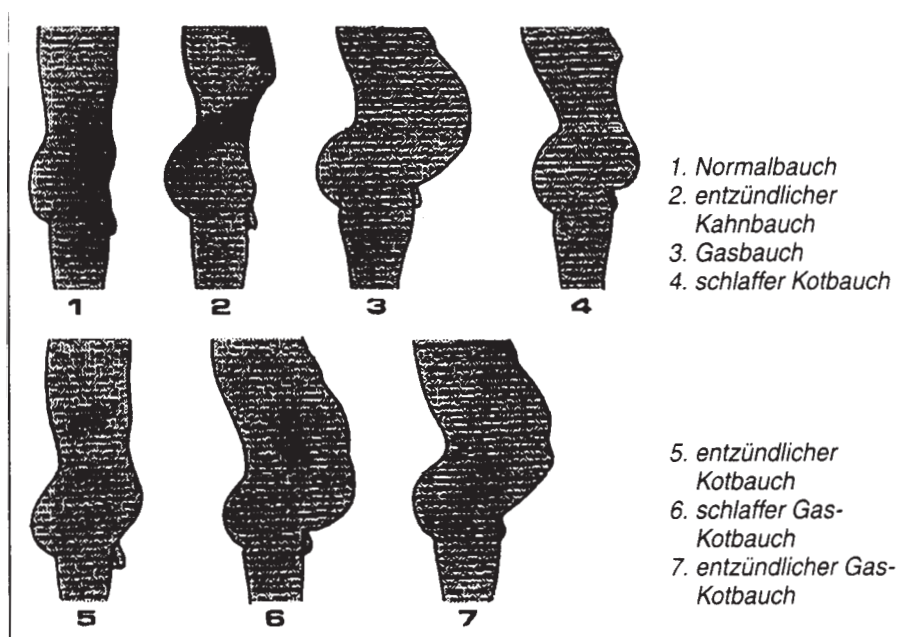 1. Normalbauch
2. entzündlicher
Kahnbauch
3. Gasbauch
4. schlaffer Kotbauch
1 2 3 4
5. entzündlicher
Kotbauch
6. schlaffer Gas-
Kotbauch
7. entzündlicher Gas-
Kotbauch
5 6 7